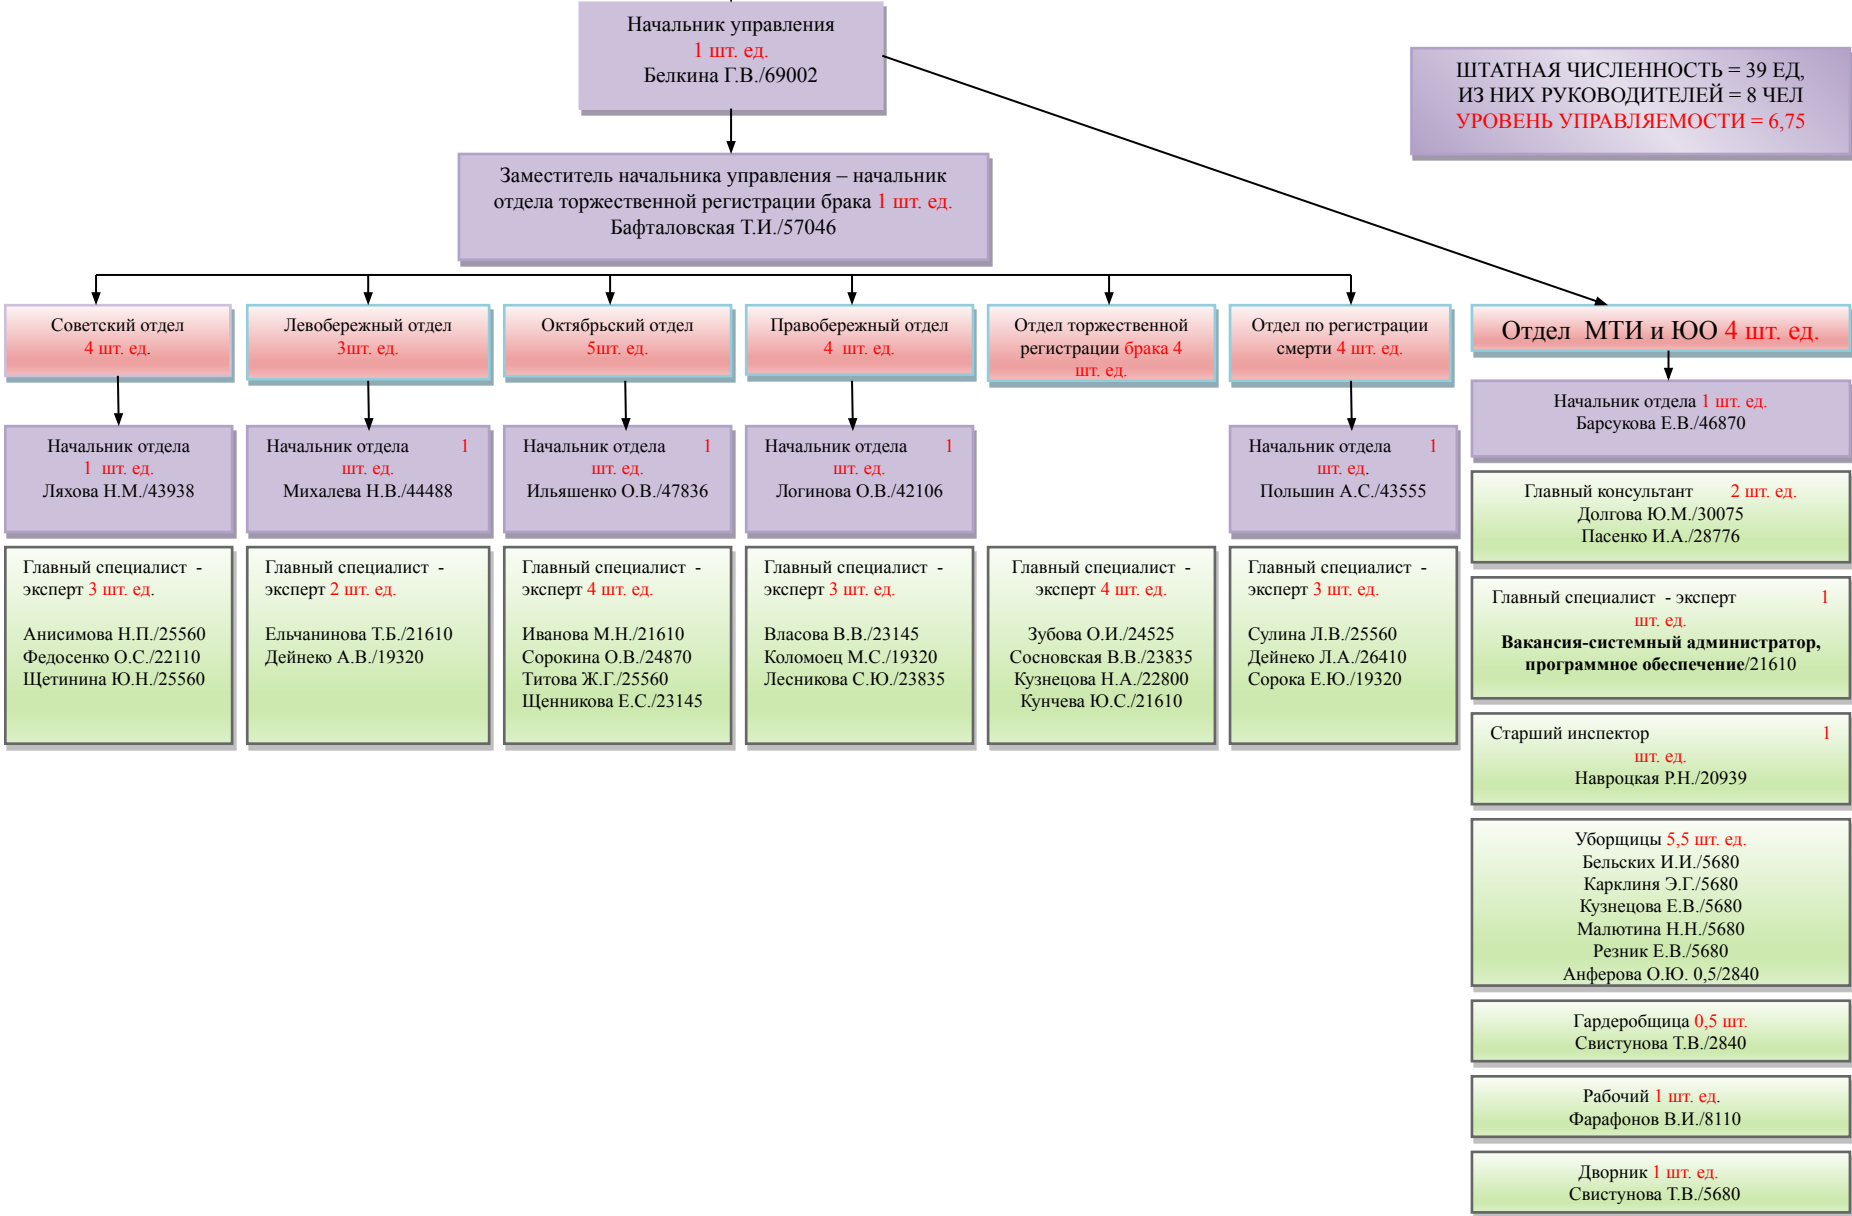 Начальник управления
1 шт. ед.
Белкина Г.В./69002
ШТАТНАЯ ЧИСЛЕННОСТЬ = 39 ЕД,
ИЗ НИХ РУКОВОДИТЕЛЕЙ = 8 ЧЕЛ
УРОВЕНЬ УПРАВЛЯЕМОСТИ = 6,75
Заместитель начальника управления – начальник
отдела торжественной регистрации брака 1 шт. ед.
Бафталовская Т.И./57046
Советский отдел
4 шт. ед.
Левобережный отдел
3шт. ед.
Октябрьский отдел
5шт. ед.
Правобережный отдел
4 шт. ед.
Отдел торжественной
регистрации брака 4
шт. ед.
Отдел по регистрации
смерти 4 шт. ед.
Отдел МТИ и ЮО 4 шт. ед.
Начальник отдела
1 шт. ед.
Ляхова Н.М./43938
Начальник отдела 1
шт. ед.
Михалева Н.В./44488
Начальник отдела 1
шт. ед.
Ильяшенко О.В./47836
Начальник отдела 1
шт. ед.
Логинова О.В./42106
Начальник отдела 1
шт. ед.
Польшин А.С./43555
Начальник отдела 1 шт. ед.
Барсукова Е.В./46870
Главный специалист -
эксперт 3 шт. ед.
Анисимова Н.П./25560
Федосенко О.С./22110
Щетинина Ю.Н./25560
Главный специалист -
эксперт 2 шт. ед.
Ельчанинова Т.Б./21610
Дейнеко А.В./19320
Главный специалист -
эксперт 4 шт. ед.
Иванова М.Н./21610
Сорокина О.В./24870
Титова Ж.Г./25560
Щенникова Е.С./23145
Главный специалист -
эксперт 3 шт. ед.
Власова В.В./23145
Коломоец М.С./19320
Лесникова С.Ю./23835
Главный специалист -
эксперт 4 шт. ед.
Зубова О.И./24525
Сосновская В.В./23835
Кузнецова Н.А./22800
Кунчева Ю.С./21610
Главный специалист -
эксперт 3 шт. ед.
Сулина Л.В./25560
Дейнеко Л.А./26410
Сорока Е.Ю./19320
Главный консультант 2 шт. ед.
Долгова Ю.М./30075
Пасенко И.А./28776
Главный специалист - эксперт 1
шт. ед.
Вакансия-системный администратор,
программное обеспечение/21610
Старший инспектор 1
шт. ед.
Навроцкая Р.Н./20939
Уборщицы 5,5 шт. ед.
Бельских И.И./5680
Карклиня Э.Г./5680
Кузнецова Е.В./5680
Малютина Н.Н./5680
Резник Е.В./5680
Анферова О.Ю. 0,5/2840
Гардеробщица 0,5 шт.
Свистунова Т.В./2840
Рабочий 1 шт. ед.
Фарафонов В.И./8110
Дворник 1 шт. ед.
Свистунова Т.В./5680